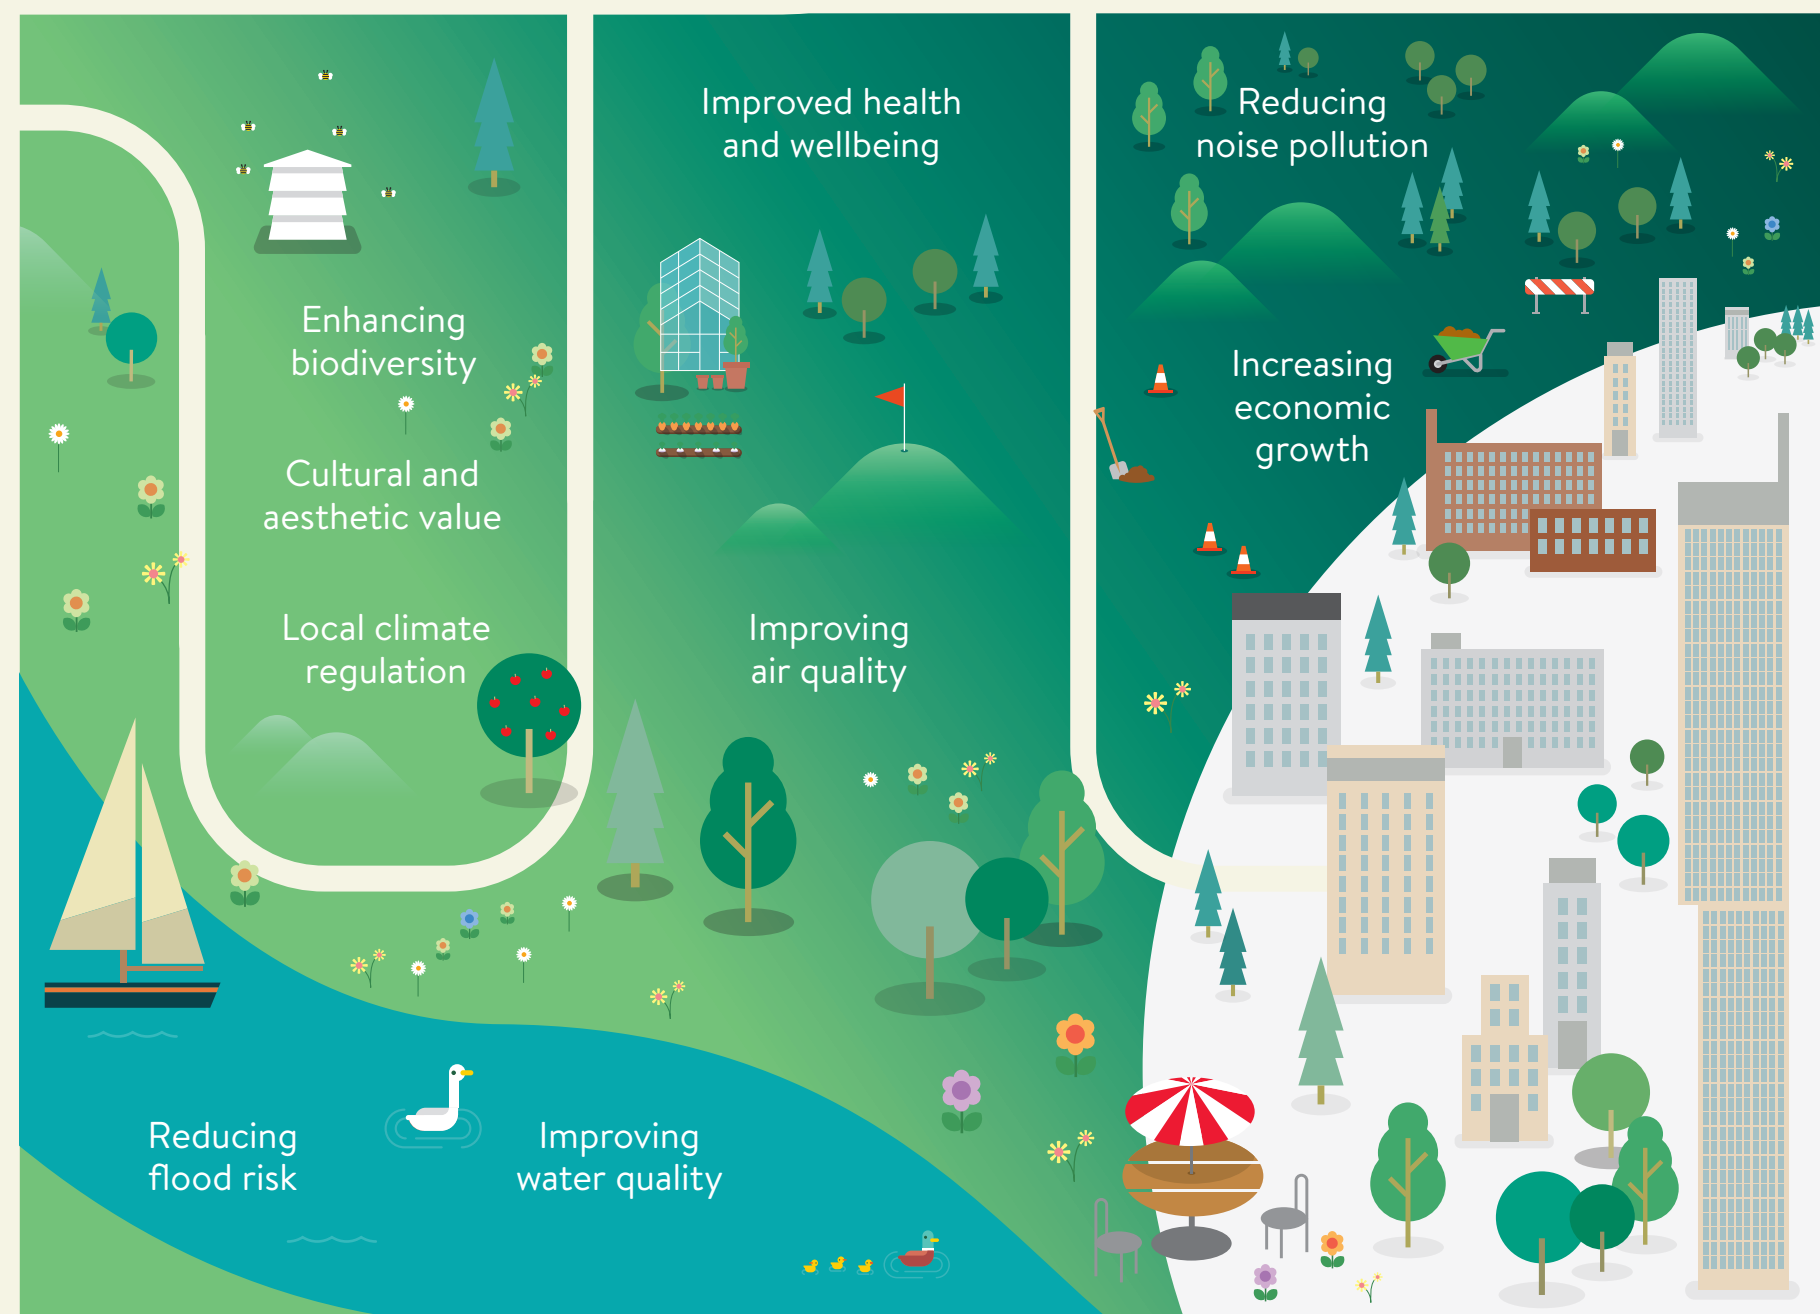 Improved health
and wellbeing
Reducing
noise pollution
Enhancing
biodiversity
Increasing
economic
growth
Cultural and
aesthetic value
Local climate
regulation
Improving
air quality
Reducing
flood risk
Improving
water quality